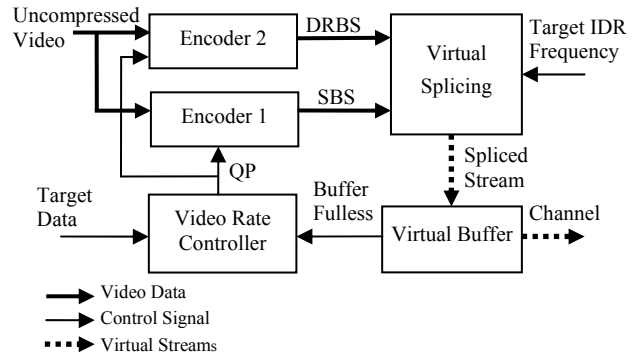 Uncompressed
Video
Encoder 2
DRBS
Virtual
Splicing
Target IDR
Frequency
Encoder 1
SBS
QP
Spliced
Stream
Target
Data
Video Rate
Controller
Buffer
Fulless
Virtual Buffer
Channel
Video Data
Control Signal
Virtual Streams